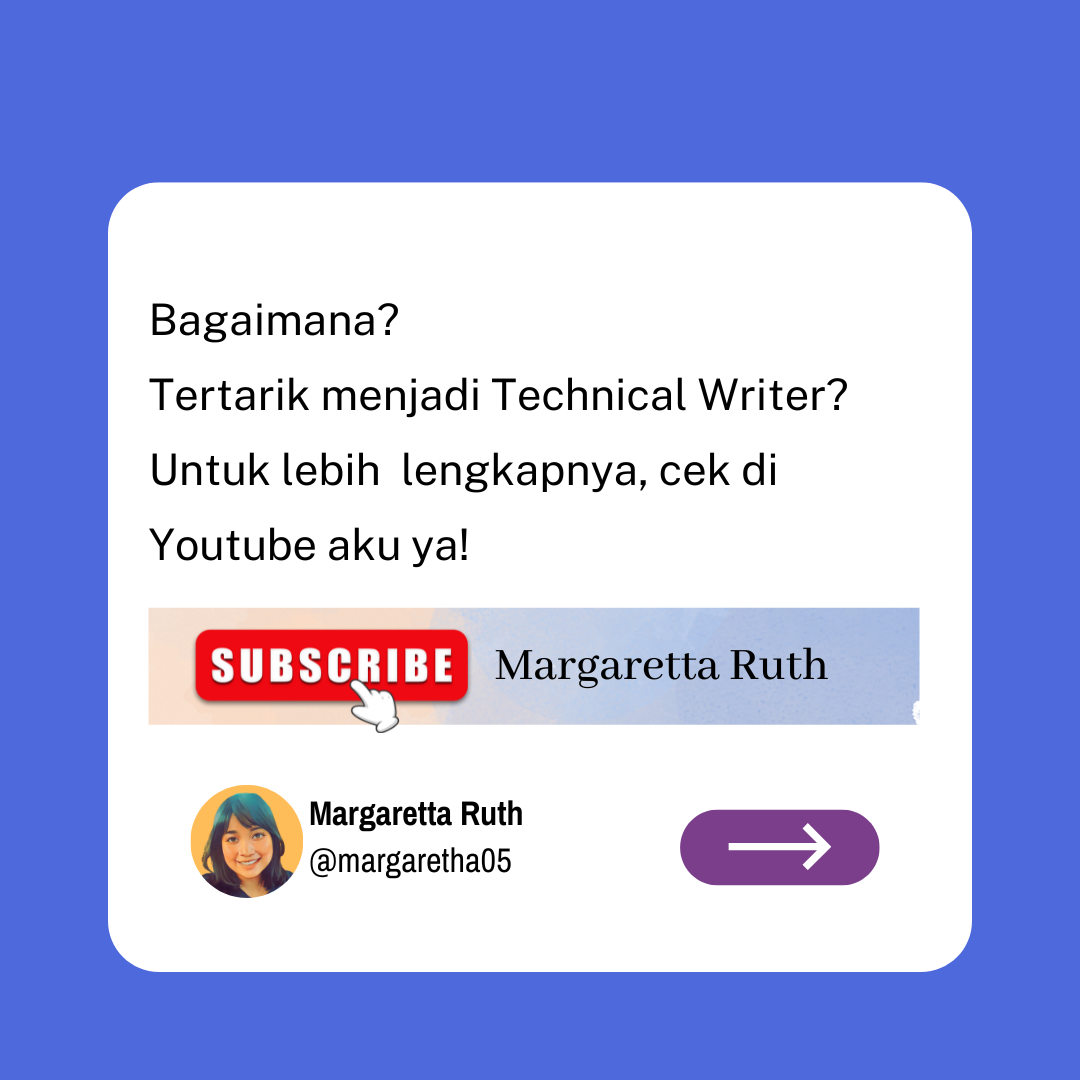 Bagaimana?
Tertarik menjadi Technical Writer?
Untuk lebih  lengkapnya, cek di
Youtube aku ya!
SUBSCRIBE Margaretta Ruth
Margaretta Ruth
@margaretha05